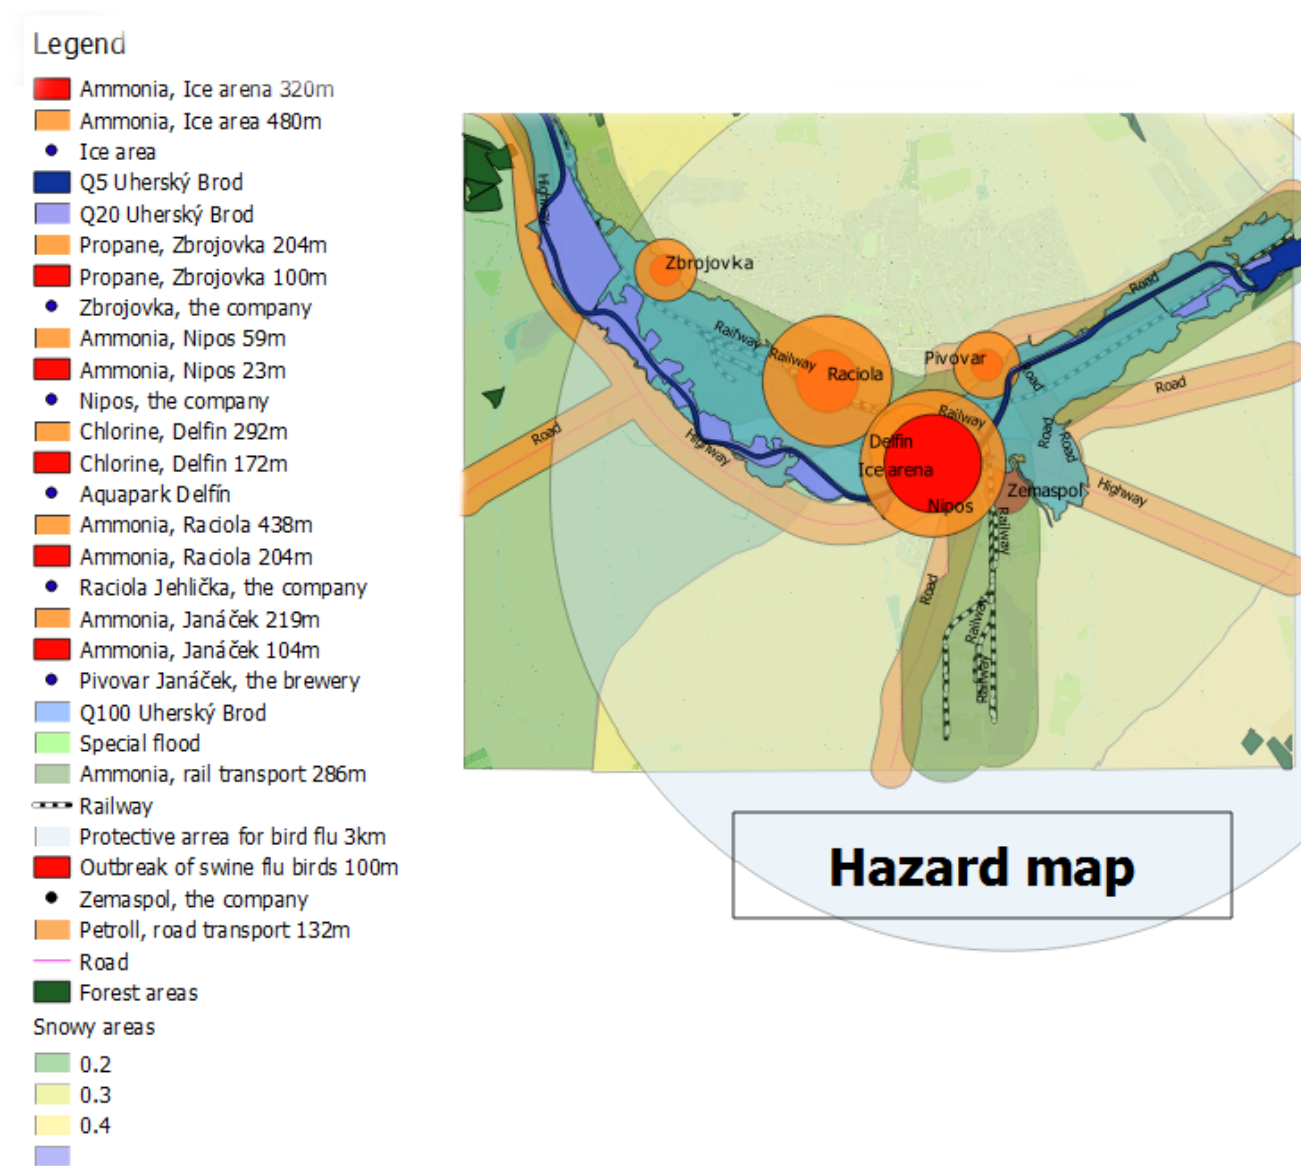 Legend
Ammonia, Ice arena 320m
Ammonia, Ice area 480m
Ice area
Q5 Uherský Brod
Q20 Uherský Brod
Propane, Zbrojovka 204m
Propane, Zbrojovka 100m
Zbrojovka, the company
Ammonia, Nipos 59m
Ammonia, Nipos 23m
Nipos, the company
Chlorine, Delfin 292m
Chlorine, Delfin 172m
Aquapark Delfín
Ammonia, Raciola 438m
Ammonia, Raciola 204m
Raciola Jehlička, the company
Ammonia, Janáček 219m
Ammonia, Janáček 104m
Pivovar Janáček, the brewery
Q100 Uherský Brod
Special flood
Ammonia, rail transport 286m
Railway
Protective arrea for bird flu 3km
Outbreak of swine flu birds 100m
Zemaspol, the company
Petroll, road transport 132m
Road
Forest areas
Snowy areas
0.2
0.3
0.4
Highway
Zbrojovka
Road
Railway
Railway
Pivovar
Raciola
Road
Road
Railway
Road
Road
Road
Highway
Delfin
Ice arena
Zemaspol
Highway
Nipos
Railway
Road
Railway
Railway
Hazard map